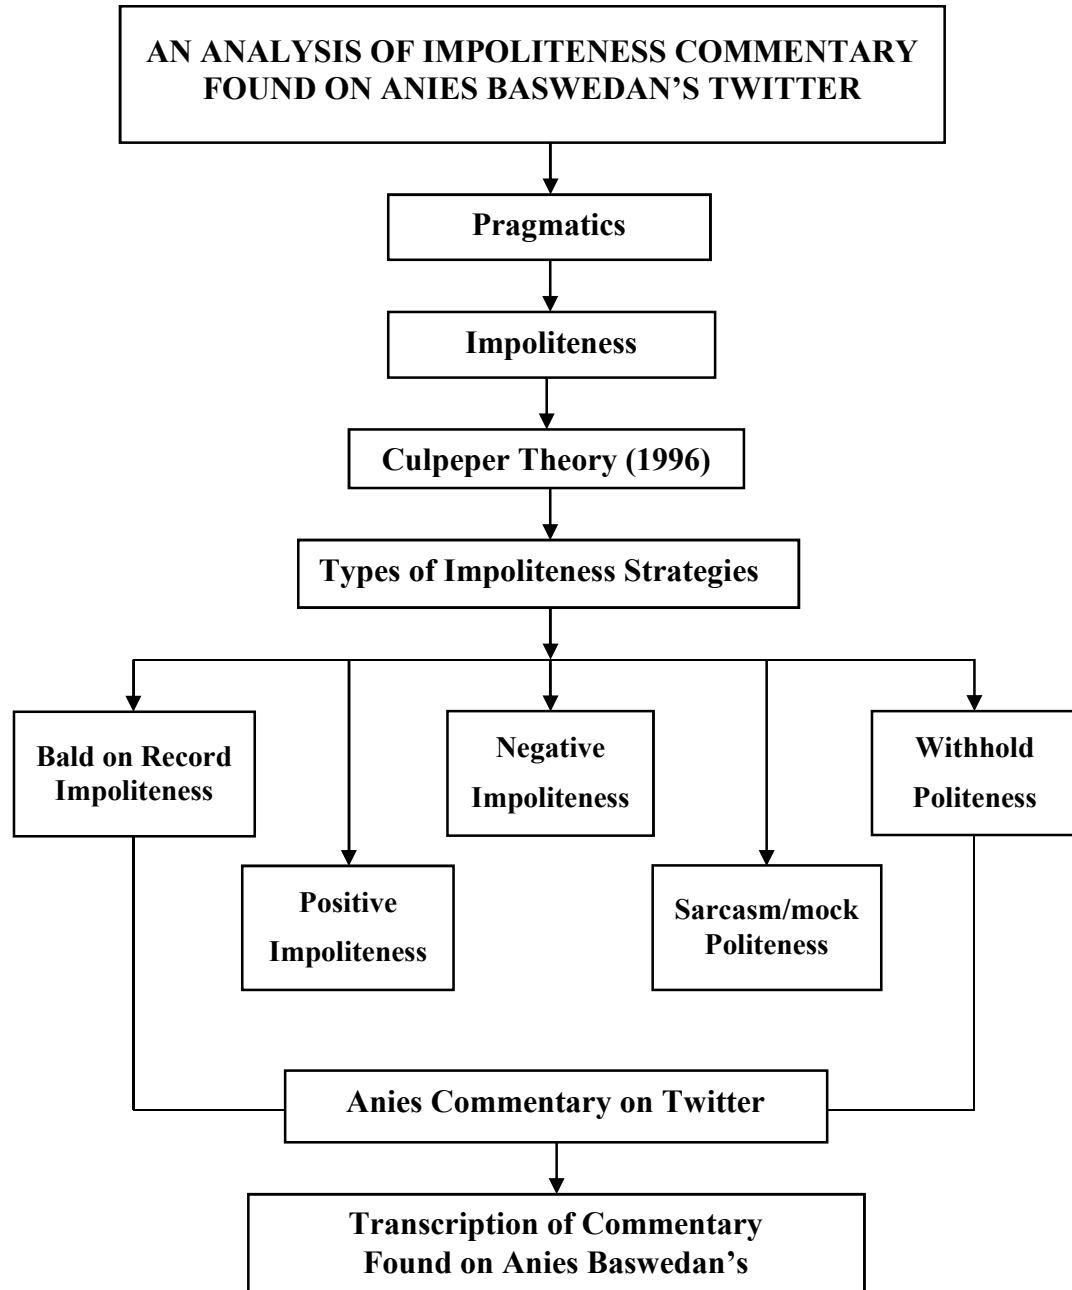 AN ANALYSIS OF IMPOLITENESS COMMENTARY
FOUND ON ANIES BASWEDAN’S TWITTER
Pragmatics
Impoliteness
Culpeper Theory (1996)
Types of Impoliteness Strategies
Bald on Record
Impoliteness
Positive
Impoliteness
Negative
Impoliteness
Sarcasm/mock
Politeness
Withhold
Politeness
Anies Commentary on Twitter
Transcription of Commentary
Found on Anies Baswedan’s